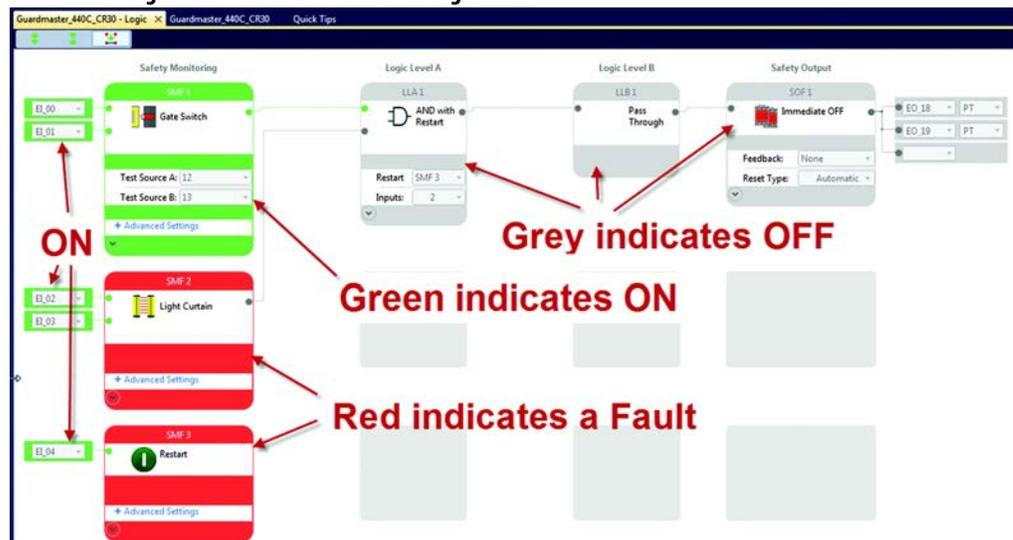 Guardmaster_440C_CR30 - Logic × Guardmaster_440C_CR30 Quick Tips
Safety Monitoring Logic Level A Logic Level B Safety Output
SMF 1 LLA 1 LLB 1 SOF 1
EI_00
EI_01
Gate Switch
AND with
Restart
Pass
Through
Immediate OFF
EO_18 PT
EO_19 PT
Test Source A: 12
Test Source B: 13
+ Advanced Settings
Restart SMF 3
Inputs: 2
Feedback: None
Reset Type: Automatic
ON
Grey indicates OFF
Green indicates ON
SMF 2
EI_02
EI_03
Light Curtain
+ Advanced Settings
Red indicates a Fault
SMF 3
EI_04
Restart
+ Advanced Settings